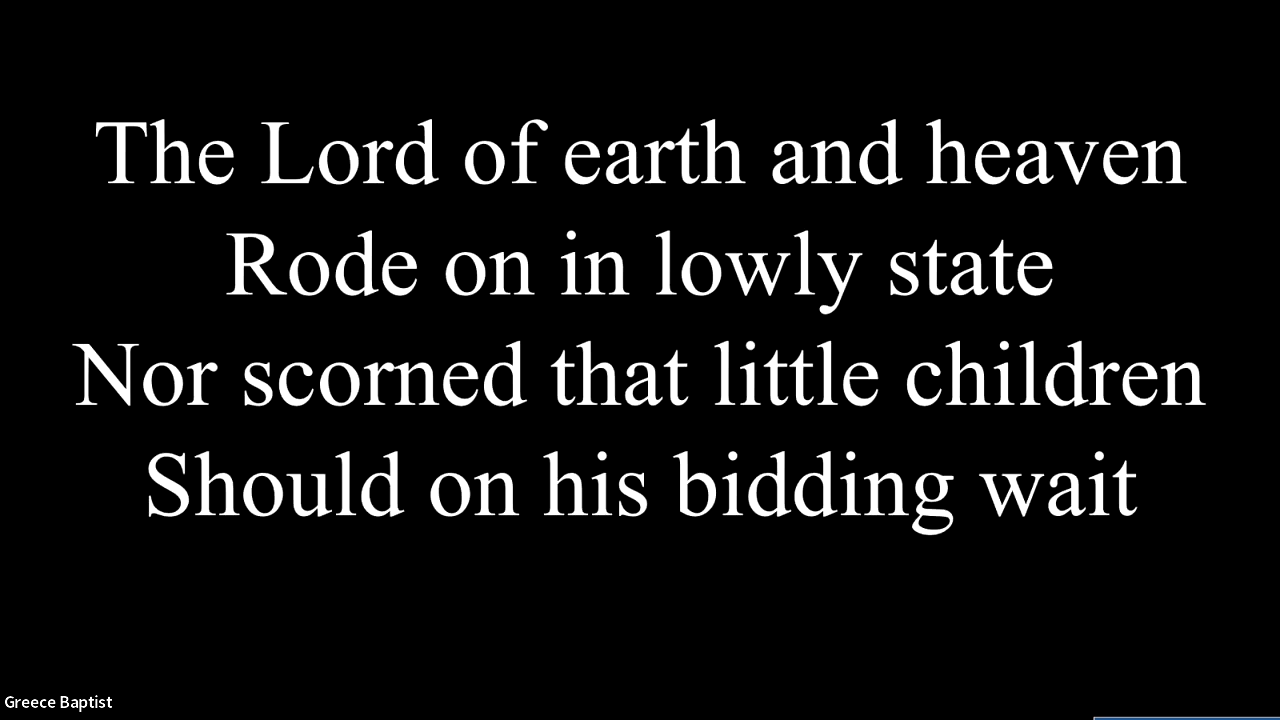 The Lord of earth and heaven
Rode on in lowly state
Nor scorned that little children
Should on his bidding wait
Greece Baptist